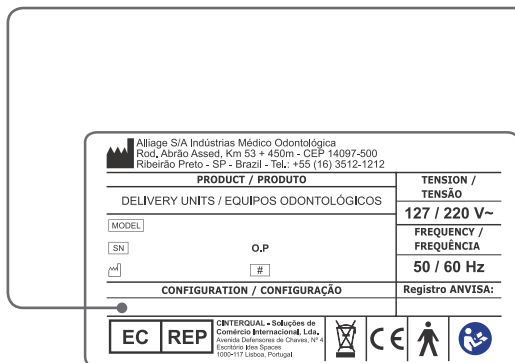 Alliage S/A Indústrias Médico Odontológica
Rod. Abrão Assed, Km 53 + 450m - CEP 14097-500
Ribeirão Preto - SP - Brazil - Tel.: +55 (16) 3512-1212
PRODUCT / PRODUTO
DELIVERY UNITS / EQUIPOS ODONTOLÓGICOS
MODEL
SN O.P
#
CONFIGURATION / CONFIGURAÇÃO
TENSION /
TENSÃO
127 / 220 V~
FREQUENCY /
FREQUÊNCIA
50 / 60 Hz
Registro ANVISA:
EC REP
CINTERQUAL - Soluções de
Comércio Internacional, Lda.
Avenida Defensores de Chaves, Nº 4
Escritório Idea Spaces
1000-117 Lisboa, Portugal
CE